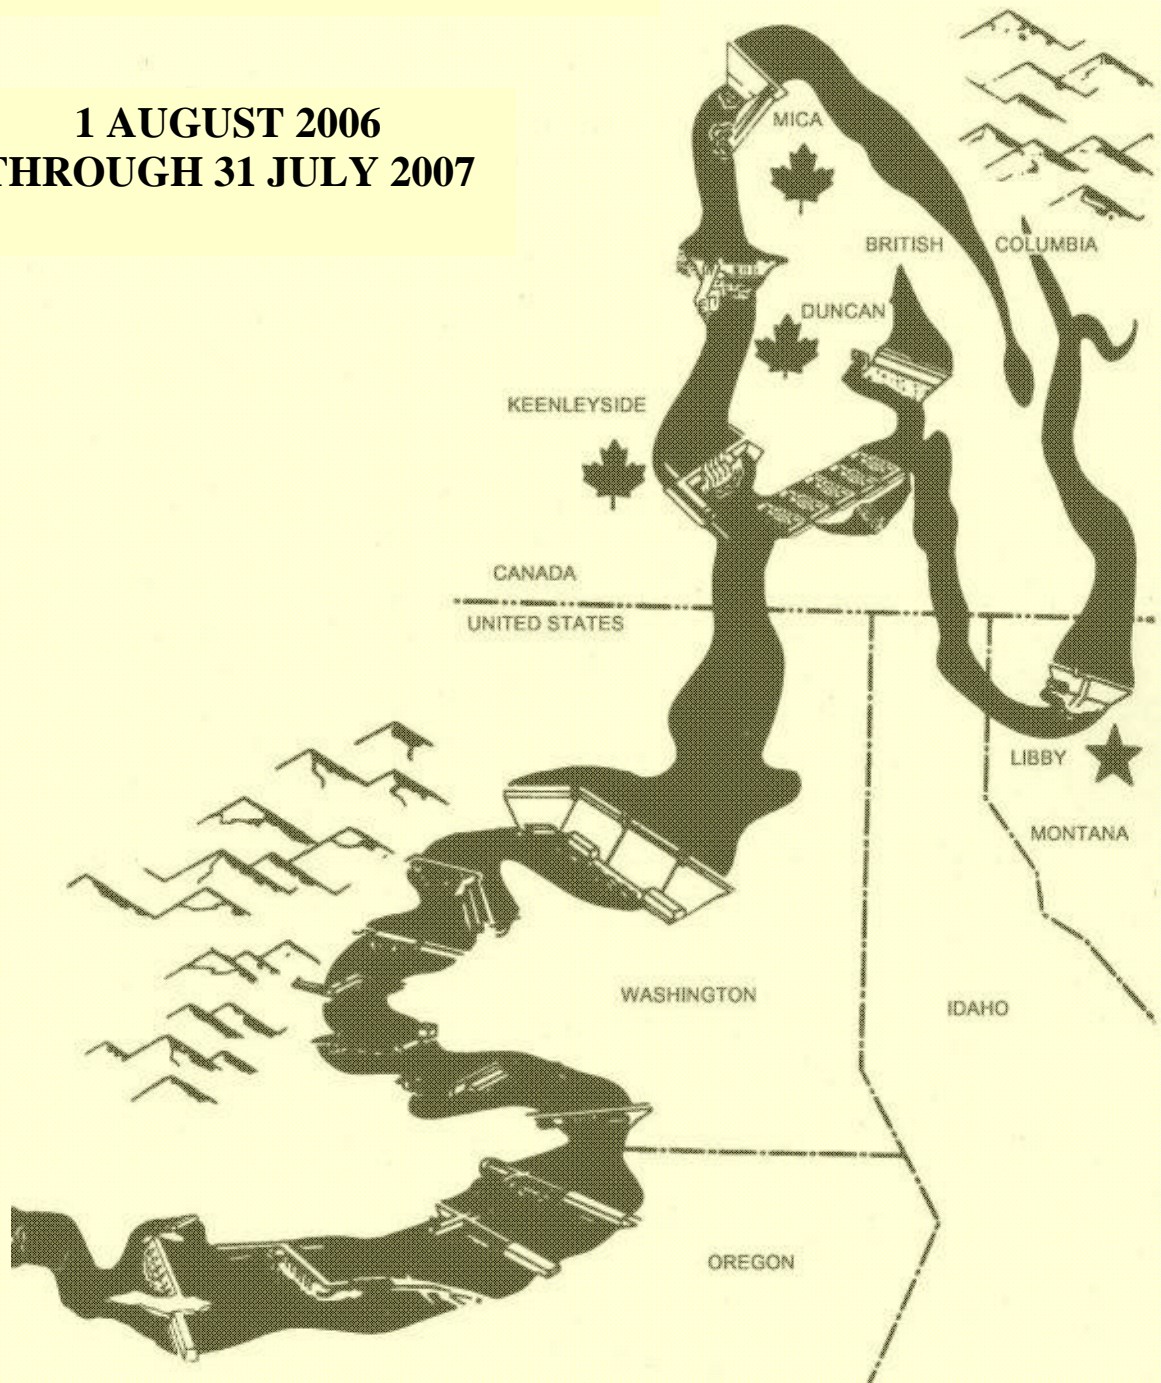 1 AUGUST 2006
THROUGH 31 JULY 2007
MICA
BRITISH COLUMBIA
DUNCAN
KEENLEYSIDE
CANADA
UNITED STATES
LIBBY
MONTANA
WASHINGTON
IDAHO
OREGON